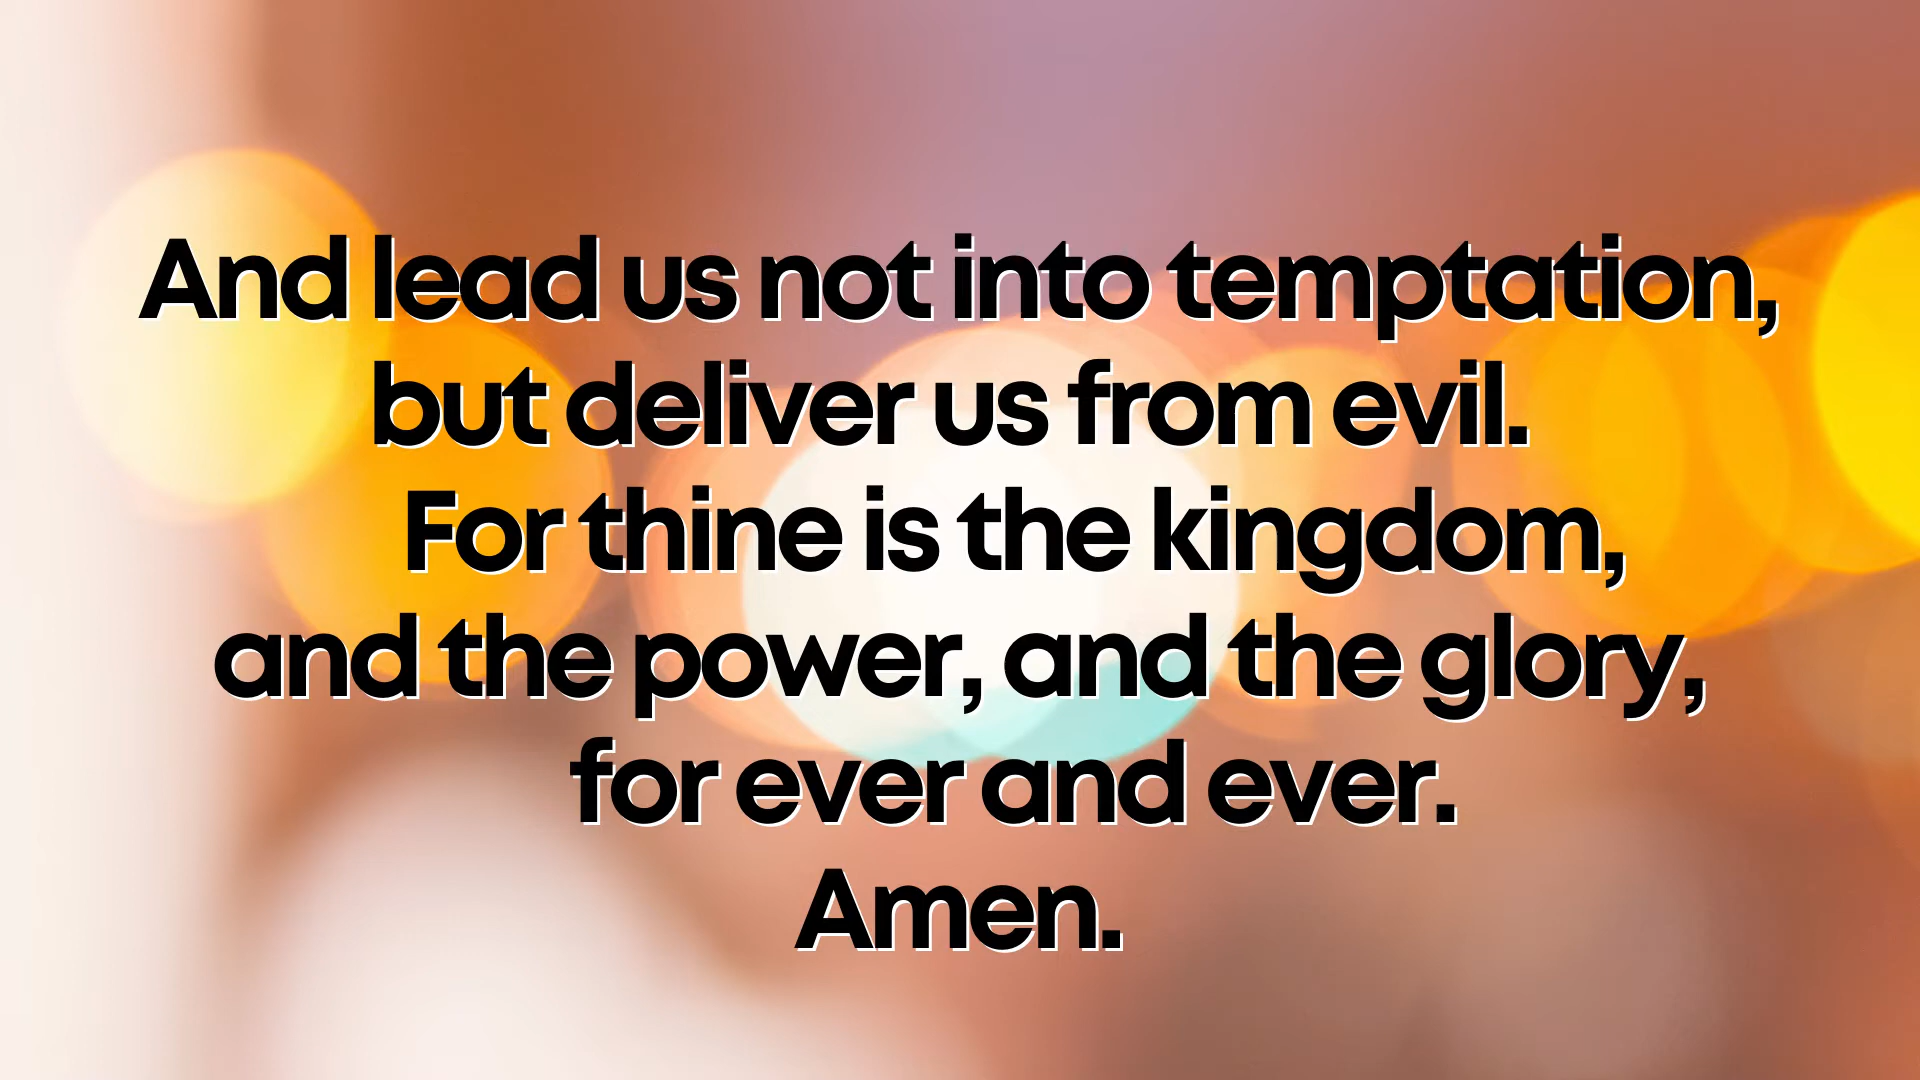 And lead us not into temptation,
but deliver us from evil.
For thine is the kingdom,
and the power, and the glory,
for ever and ever.
Amen.